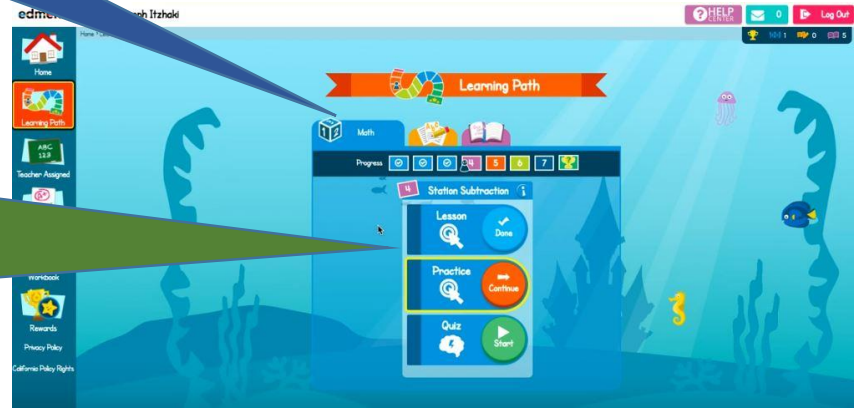 Itzhaki
HELP
CENTER
0
Log Out
1
0
5
Home
Learning Path
ABC
123
Teacher Assigned
Workbook
Rewards
Privacy Policy
California Policy Rights
Learning Path
Math
Progress 4 5 6 7
4 Station Subtraction
Lesson
Done
Practice
Continue
Quiz
Start